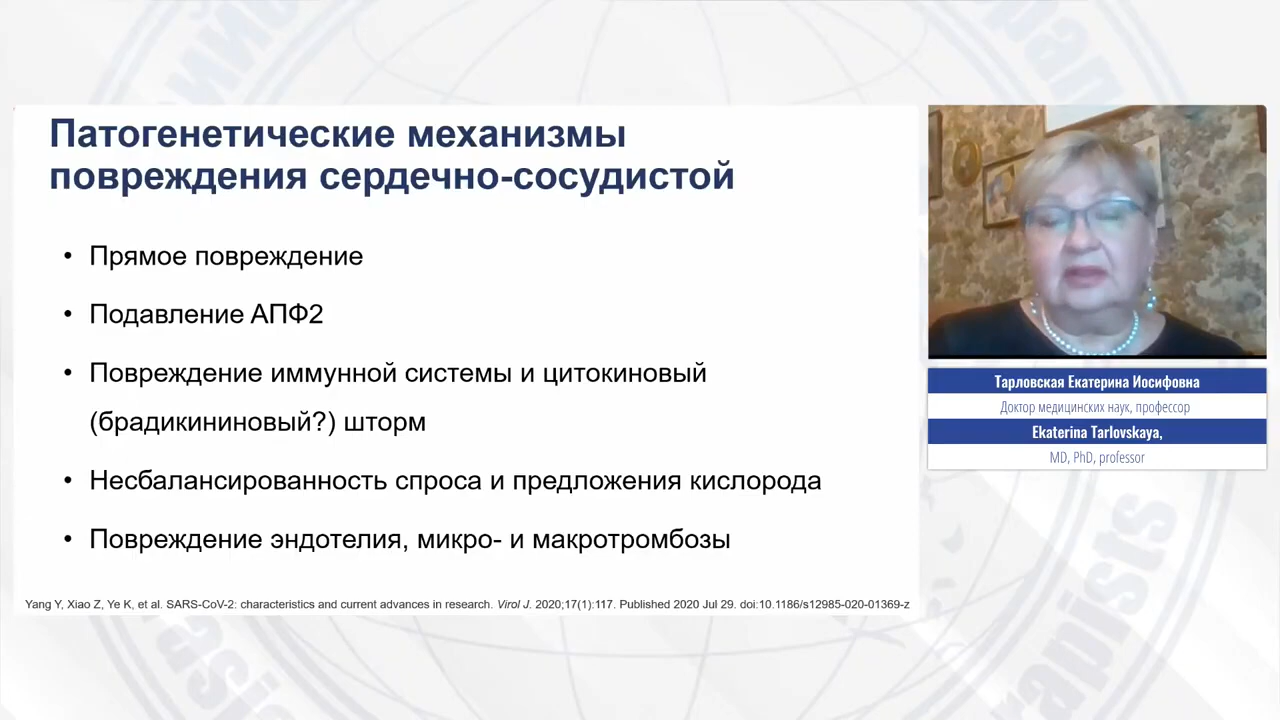 Патогенетические механизмы
повреждения сердечно-сосудистой
• Прямое повреждение
• Подавление АПФ2
• Повреждение иммунной системы и цитокиновый
(брадикининовый?) шторм
• Несбалансированность спроса и предложения кислорода
• Повреждение эндотелия, микро- и макротромбозы
Yang Y, Xiao Z, Ye K, et al. SARS-CoV-2: characteristics and current advances in research. Virol J. 2020;17(1):117. Published 2020 Jul 29. doi:10.1186/s12985-020-01369-z
Тарловская Екатерина Иосифовна
Доктор медицинских наук, профессор
Ekaterina Tarlovskaya,
MD, PhD, professor